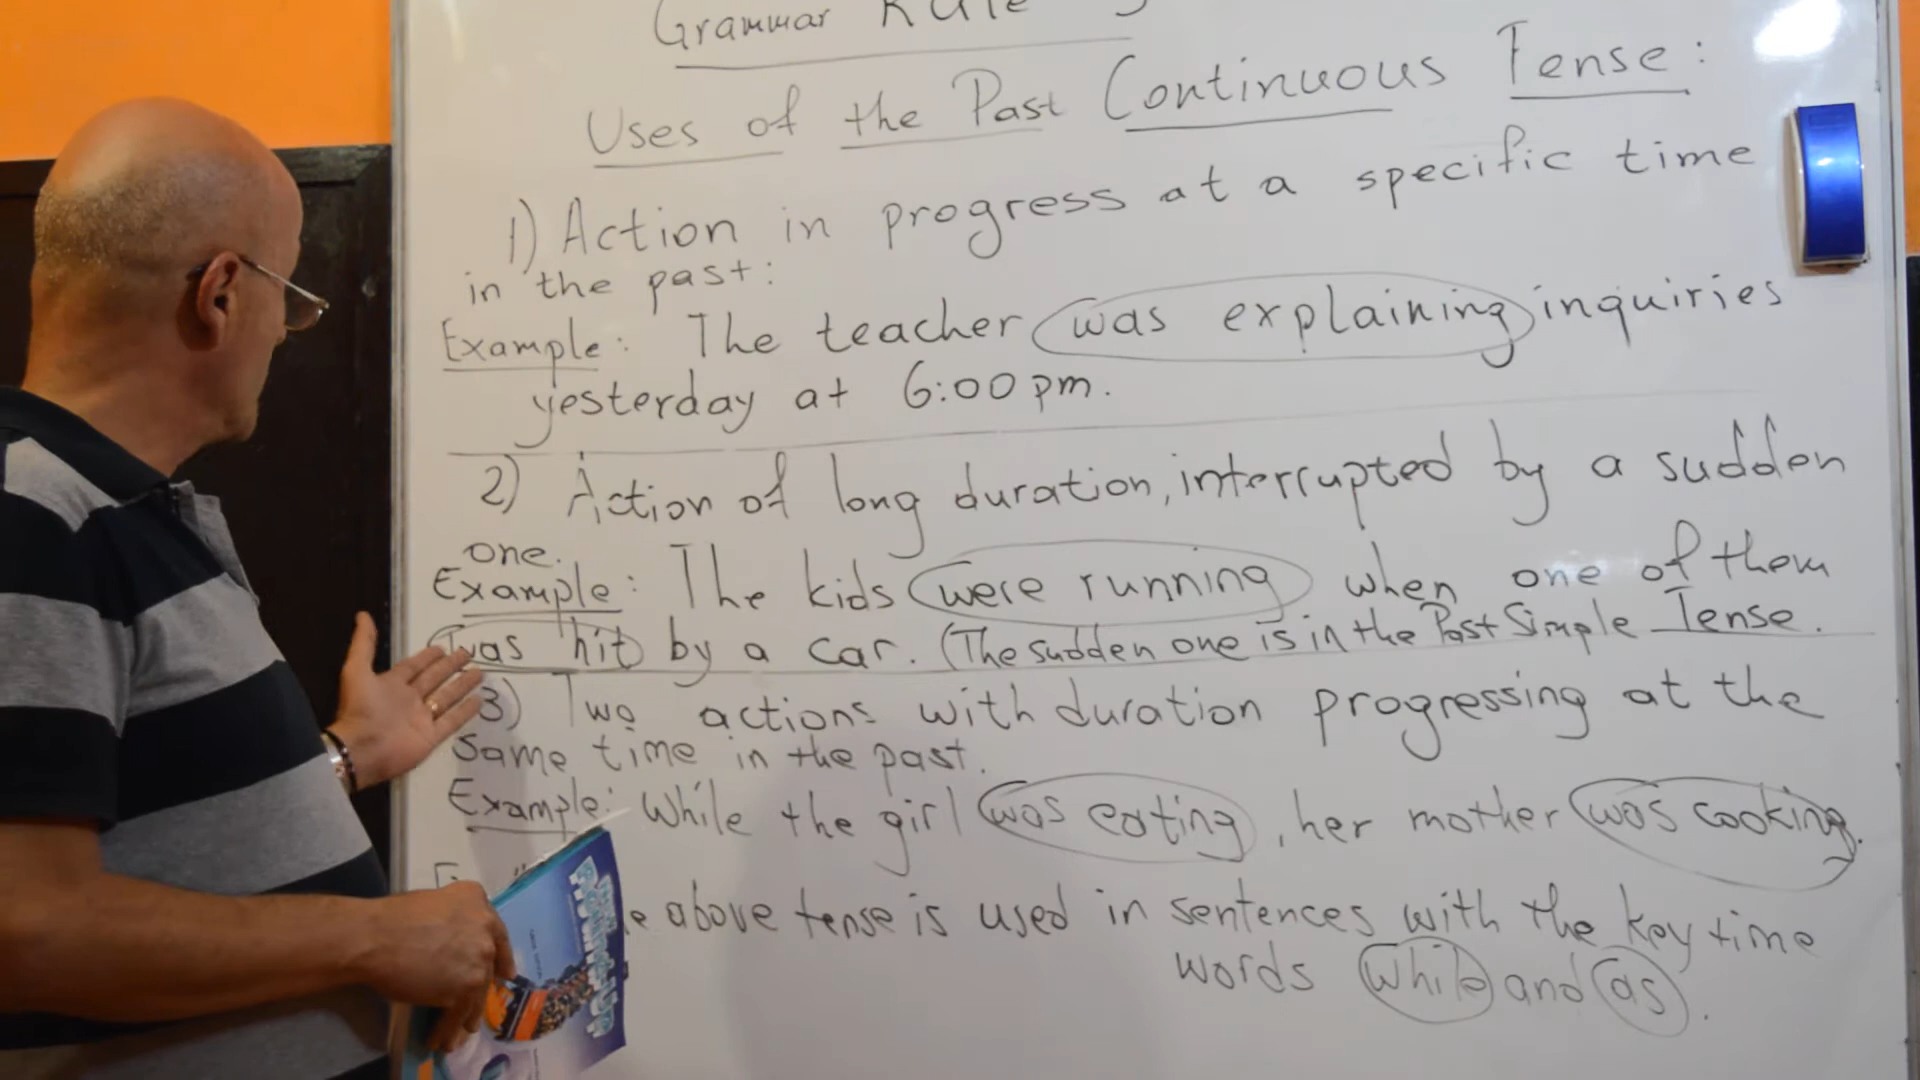 Grammar Rule
Uses of the Past Continuous Tense:
1) Action in progress at a specific time
in the past:
Example: The teacher was explaining inquiries
yesterday at 6:00 pm.
2) Action of long duration, interrupted by a sudden
one.
Example: The kids were running when one of them
was hit by a car. (The sudden one is in the Past Simple Tense.
3) Two actions with duration progressing at the
same time in the past.
Example: While the girl was eating, her mother was cooking.
above tense is used in sentences with the key time
words while and as.